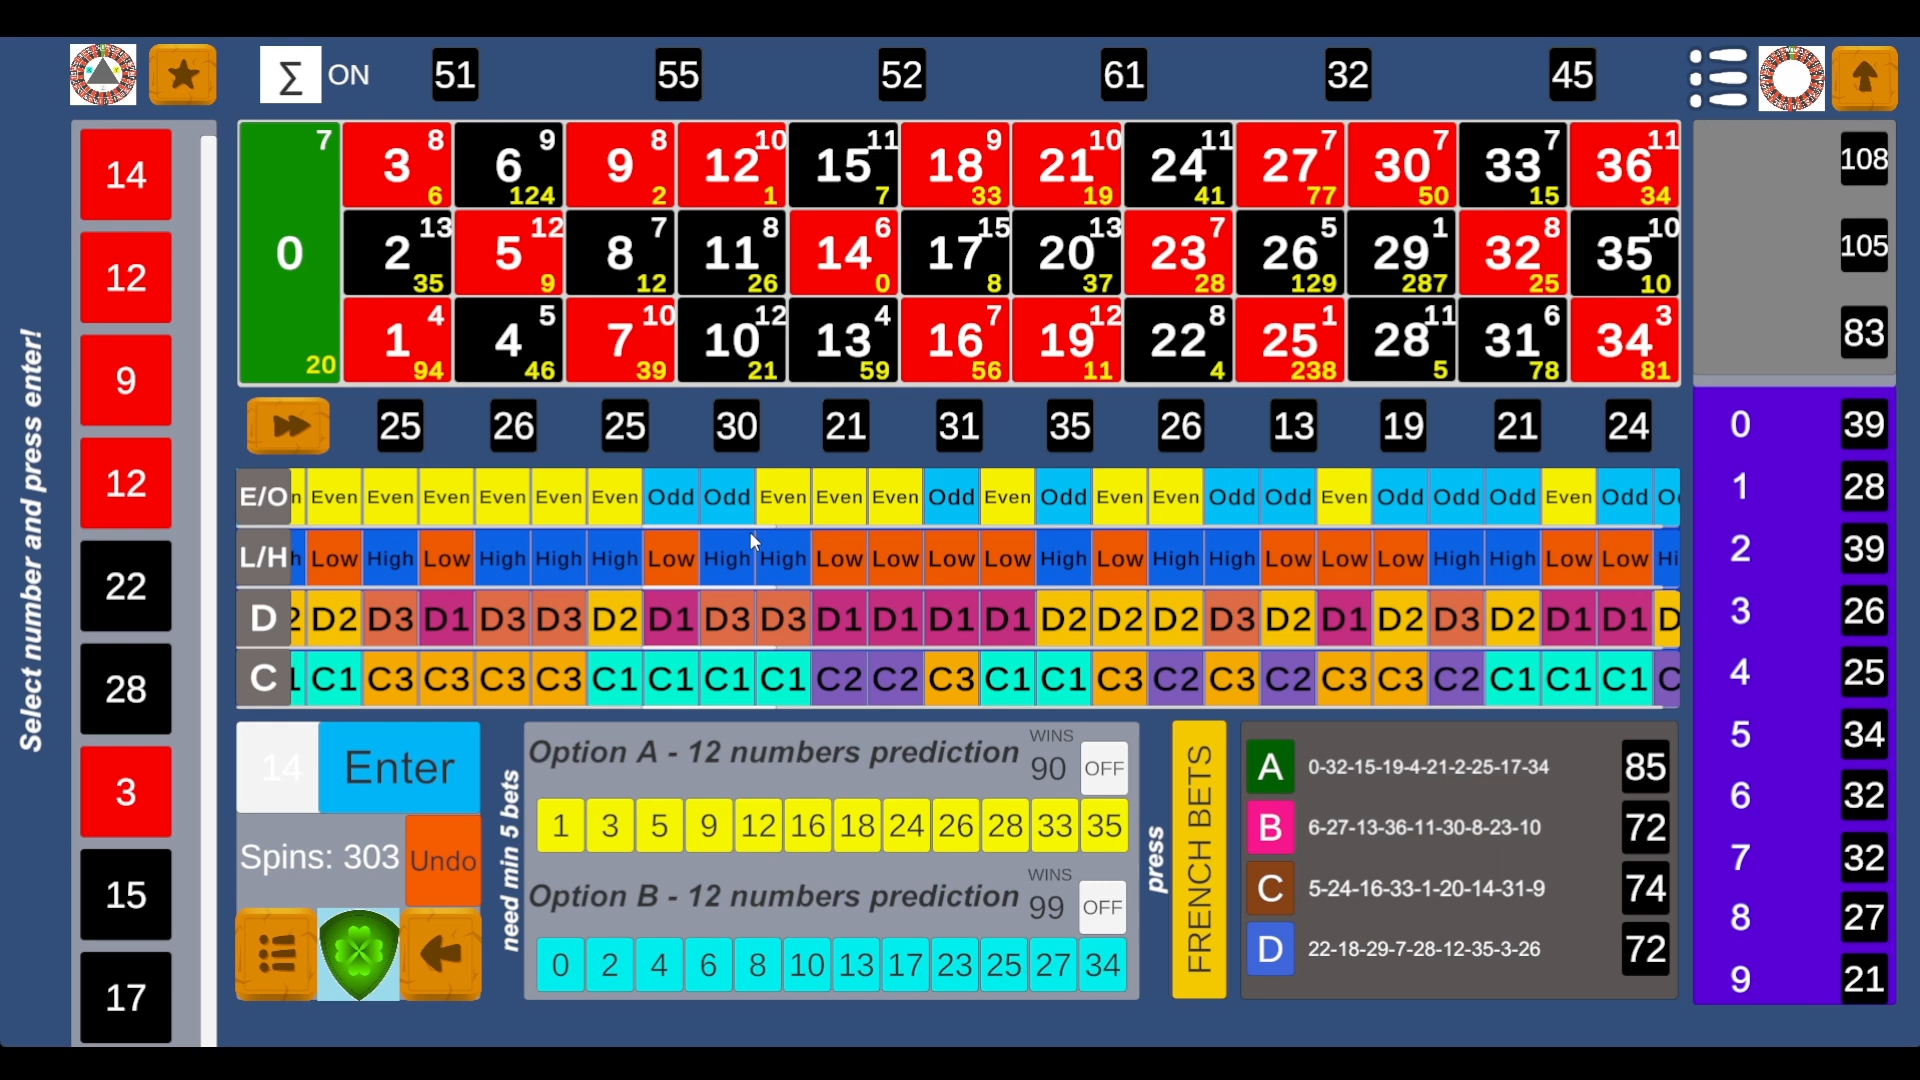 ∑ ON 51 55 52 61 32 45
Select number and press enter!
14
12
9
12
22
28
3
15
17
7 8 9 8 10 11 9 10 11 7 7 7 11
3 6 9 12 15 18 21 24 27 30 33 36
6 124 2 1 7 33 19 41 77 50 15 34
13 12 7 8 6 15 13 7 5 1 8 10
0 2 5 8 11 14 17 20 23 26 29 32 35
35 9 12 26 0 8 37 28 129 287 25 10
4 5 10 12 4 7 12 8 1 11 6 3
1 4 7 10 13 16 19 22 25 28 31 34
20 94 46 39 21 59 56 11 4 238 5 78 81
108
105
83
25 26 25 30 21 31 35 26 13 19 21 24
E/O n Even Even Even Even Even Even Odd Odd Even Even Even Odd Even Odd Even Even Odd Odd Even Odd Odd Odd Even Odd O
L/H h Low High Low High High High Low High High Low Low Low Low High Low High High Low Low Low High High Low Low Hi
D 2 D2 D3 D1 D3 D3 D2 D1 D3 D3 D1 D1 D1 D1 D2 D2 D2 D3 D2 D1 D2 D3 D2 D1 D1 D
C 1 C1 C3 C3 C3 C3 C1 C1 C1 C1 C2 C2 C3 C1 C1 C3 C2 C3 C2 C3 C3 C2 C1 C1 C1 C
14 Enter
Spins: 303 Undo
need min 5 bets
Option A - 12 numbers prediction WINS 90 OFF
1 3 5 9 12 16 18 24 26 28 33 35
Option B - 12 numbers prediction WINS 99 OFF
0 2 4 6 8 10 13 17 23 25 27 34
press
FRENCH BETS
A 0-32-15-19-4-21-2-25-17-34 85
B 6-27-13-36-11-30-8-23-10 72
C 5-24-16-33-1-20-14-31-9 74
D 22-18-29-7-28-12-35-3-26 72
0 39
1 28
2 39
3 26
4 25
5 34
6 32
7 32
8 27
9 21